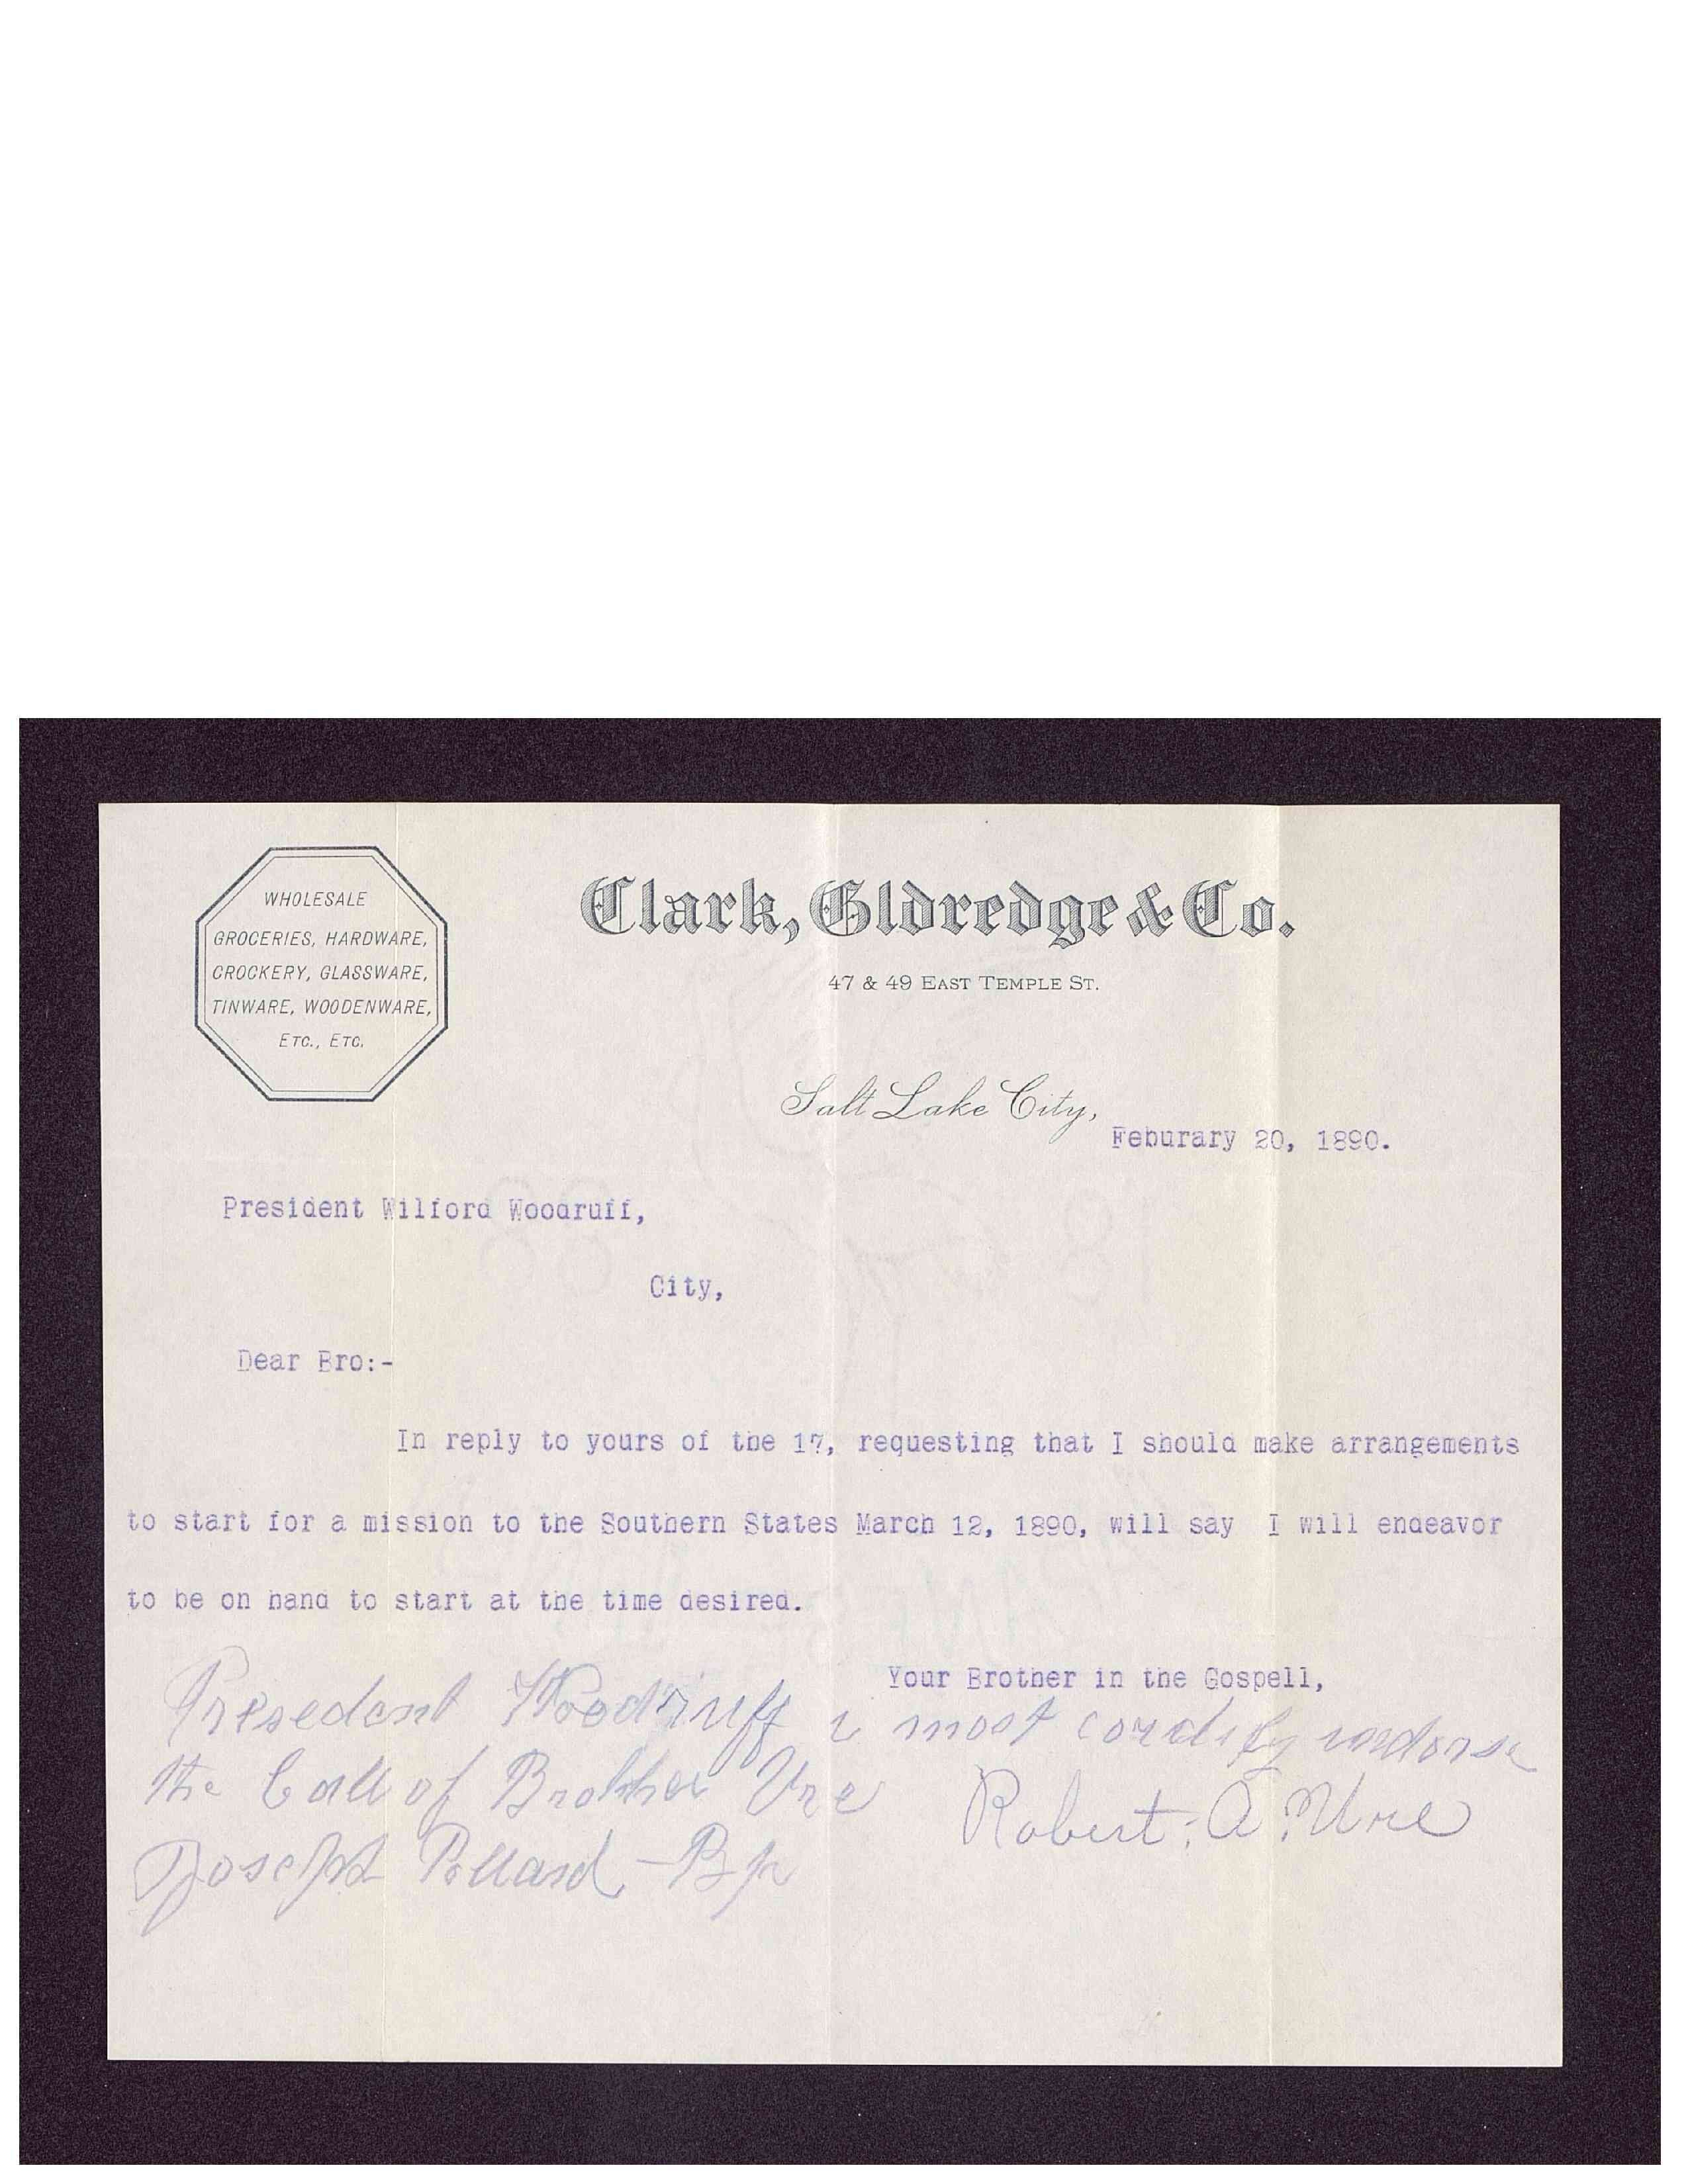 WHOLESALE
GROCERIES, HARDWARE,
CROCKERY, GLASSWARE,
TINWARE, WOODENWARE,
ETC., ETC.
Clark, Eldredge & Co.
47 & 49 EAST TEMPLE ST.
Salt Lake City,
Feburary 20, 1890.
President Wilford Woodruff,
City,
Dear Bro:-
In reply to yours of the 17, requesting that I should make arrangements
to start for a mission to the Southern States March 12, 1890, will say I will endeavor
to be on hand to start at the time desired.
Your Brother in the Gospell,
Presedent Woodruff I most cordily indorse
the Call of Brother Ure
Robert. A. Ure
Joseph Pollard Bp